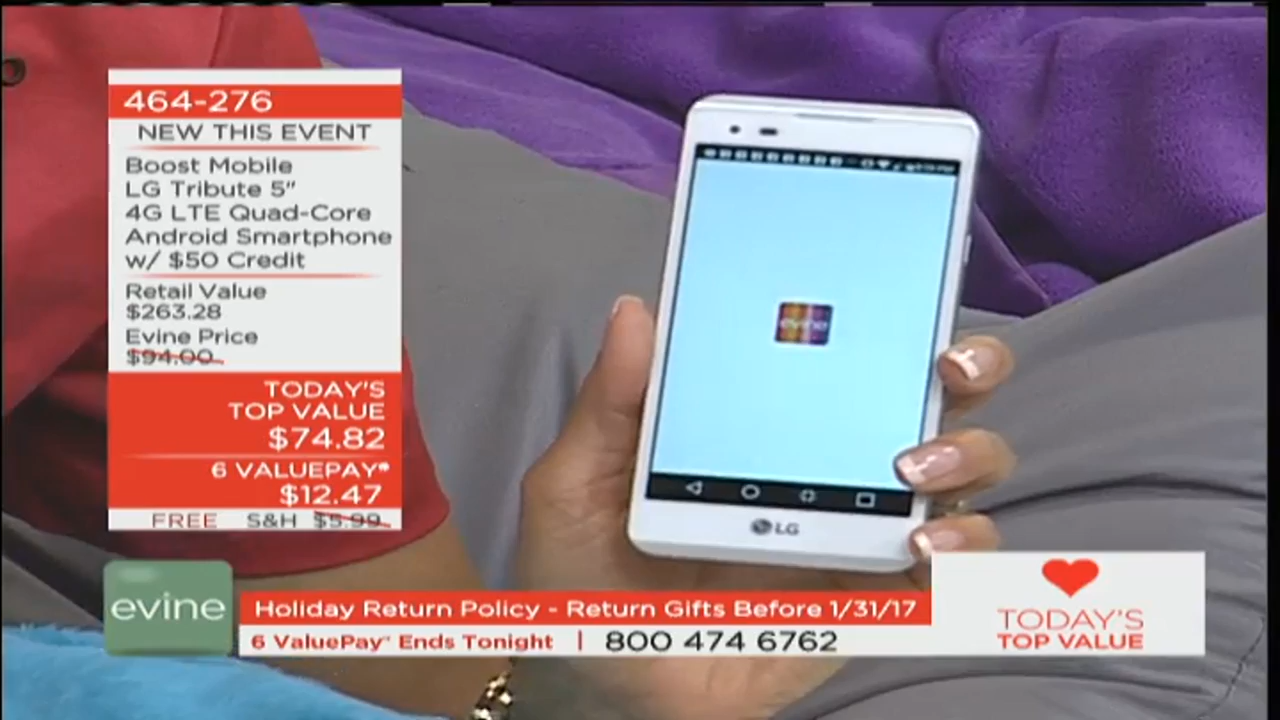 464-276
NEW THIS EVENT
Boost Mobile
LG Tribute 5”
4G LTE Quad-Core
Android Smartphone
w/ $50 Credit
Retail Value
$263.28
Evine Price
$94.00
TODAY'S
TOP VALUE
$74.82
6 VALUEPAY*
$12.47
FREE S&H $5.99
evine
LG
evine
Holiday Return Policy - Return Gifts Before 1/31/17
6 ValuePay* Ends Tonight | 800 474 6762
TODAY'S
TOP VALUE